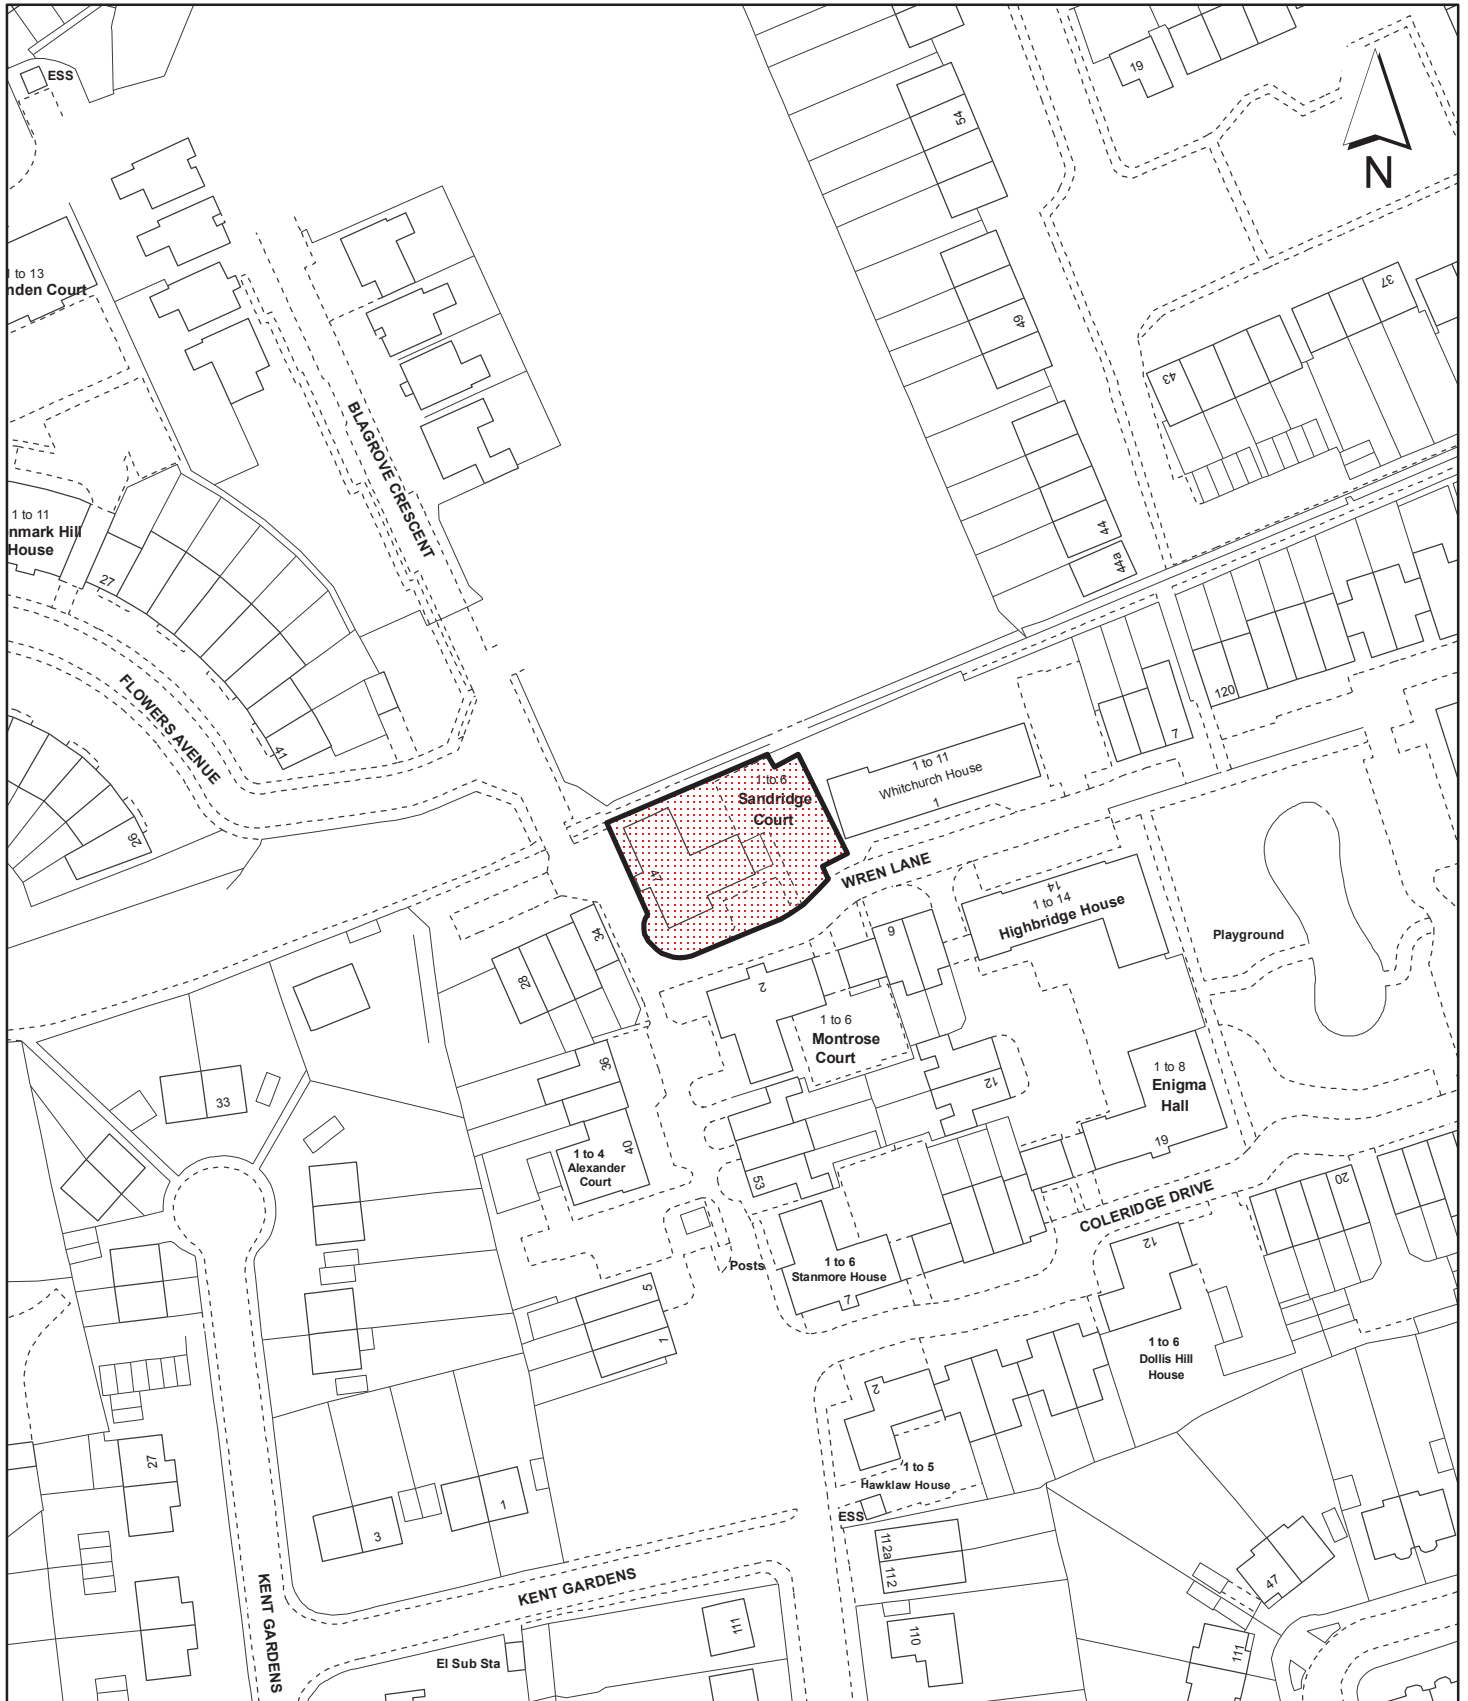 ESS
19
54
N
1 to 13
nden Court
49
37
43
BLAGROVE CRESCENT
1 to 11
nmark Hill
House
27
44
44a
FLOWERS AVENUE
41
26
120
7
1 to 11
Whitchurch House
1
1 to 6
Sandridge
Court
47
WREN LANE
14
1 to 14
Highbridge House
Playground
34
28
9
2
1 to 6
Montrose
Court
36
12
1 to 8
Enigma
Hall
19
33
40
1 to 4
Alexander
Court
53
COLERIDGE DRIVE
20
12
Posts
1 to 6
Stanmore House
7
5
1
1 to 6
Dollis Hill
House
2
27
1 to 5
Hawklaw House
1
3
ESS
112a
112
KENT GARDENS
KENT GARDENS
47
111
110
111
El Sub Sta